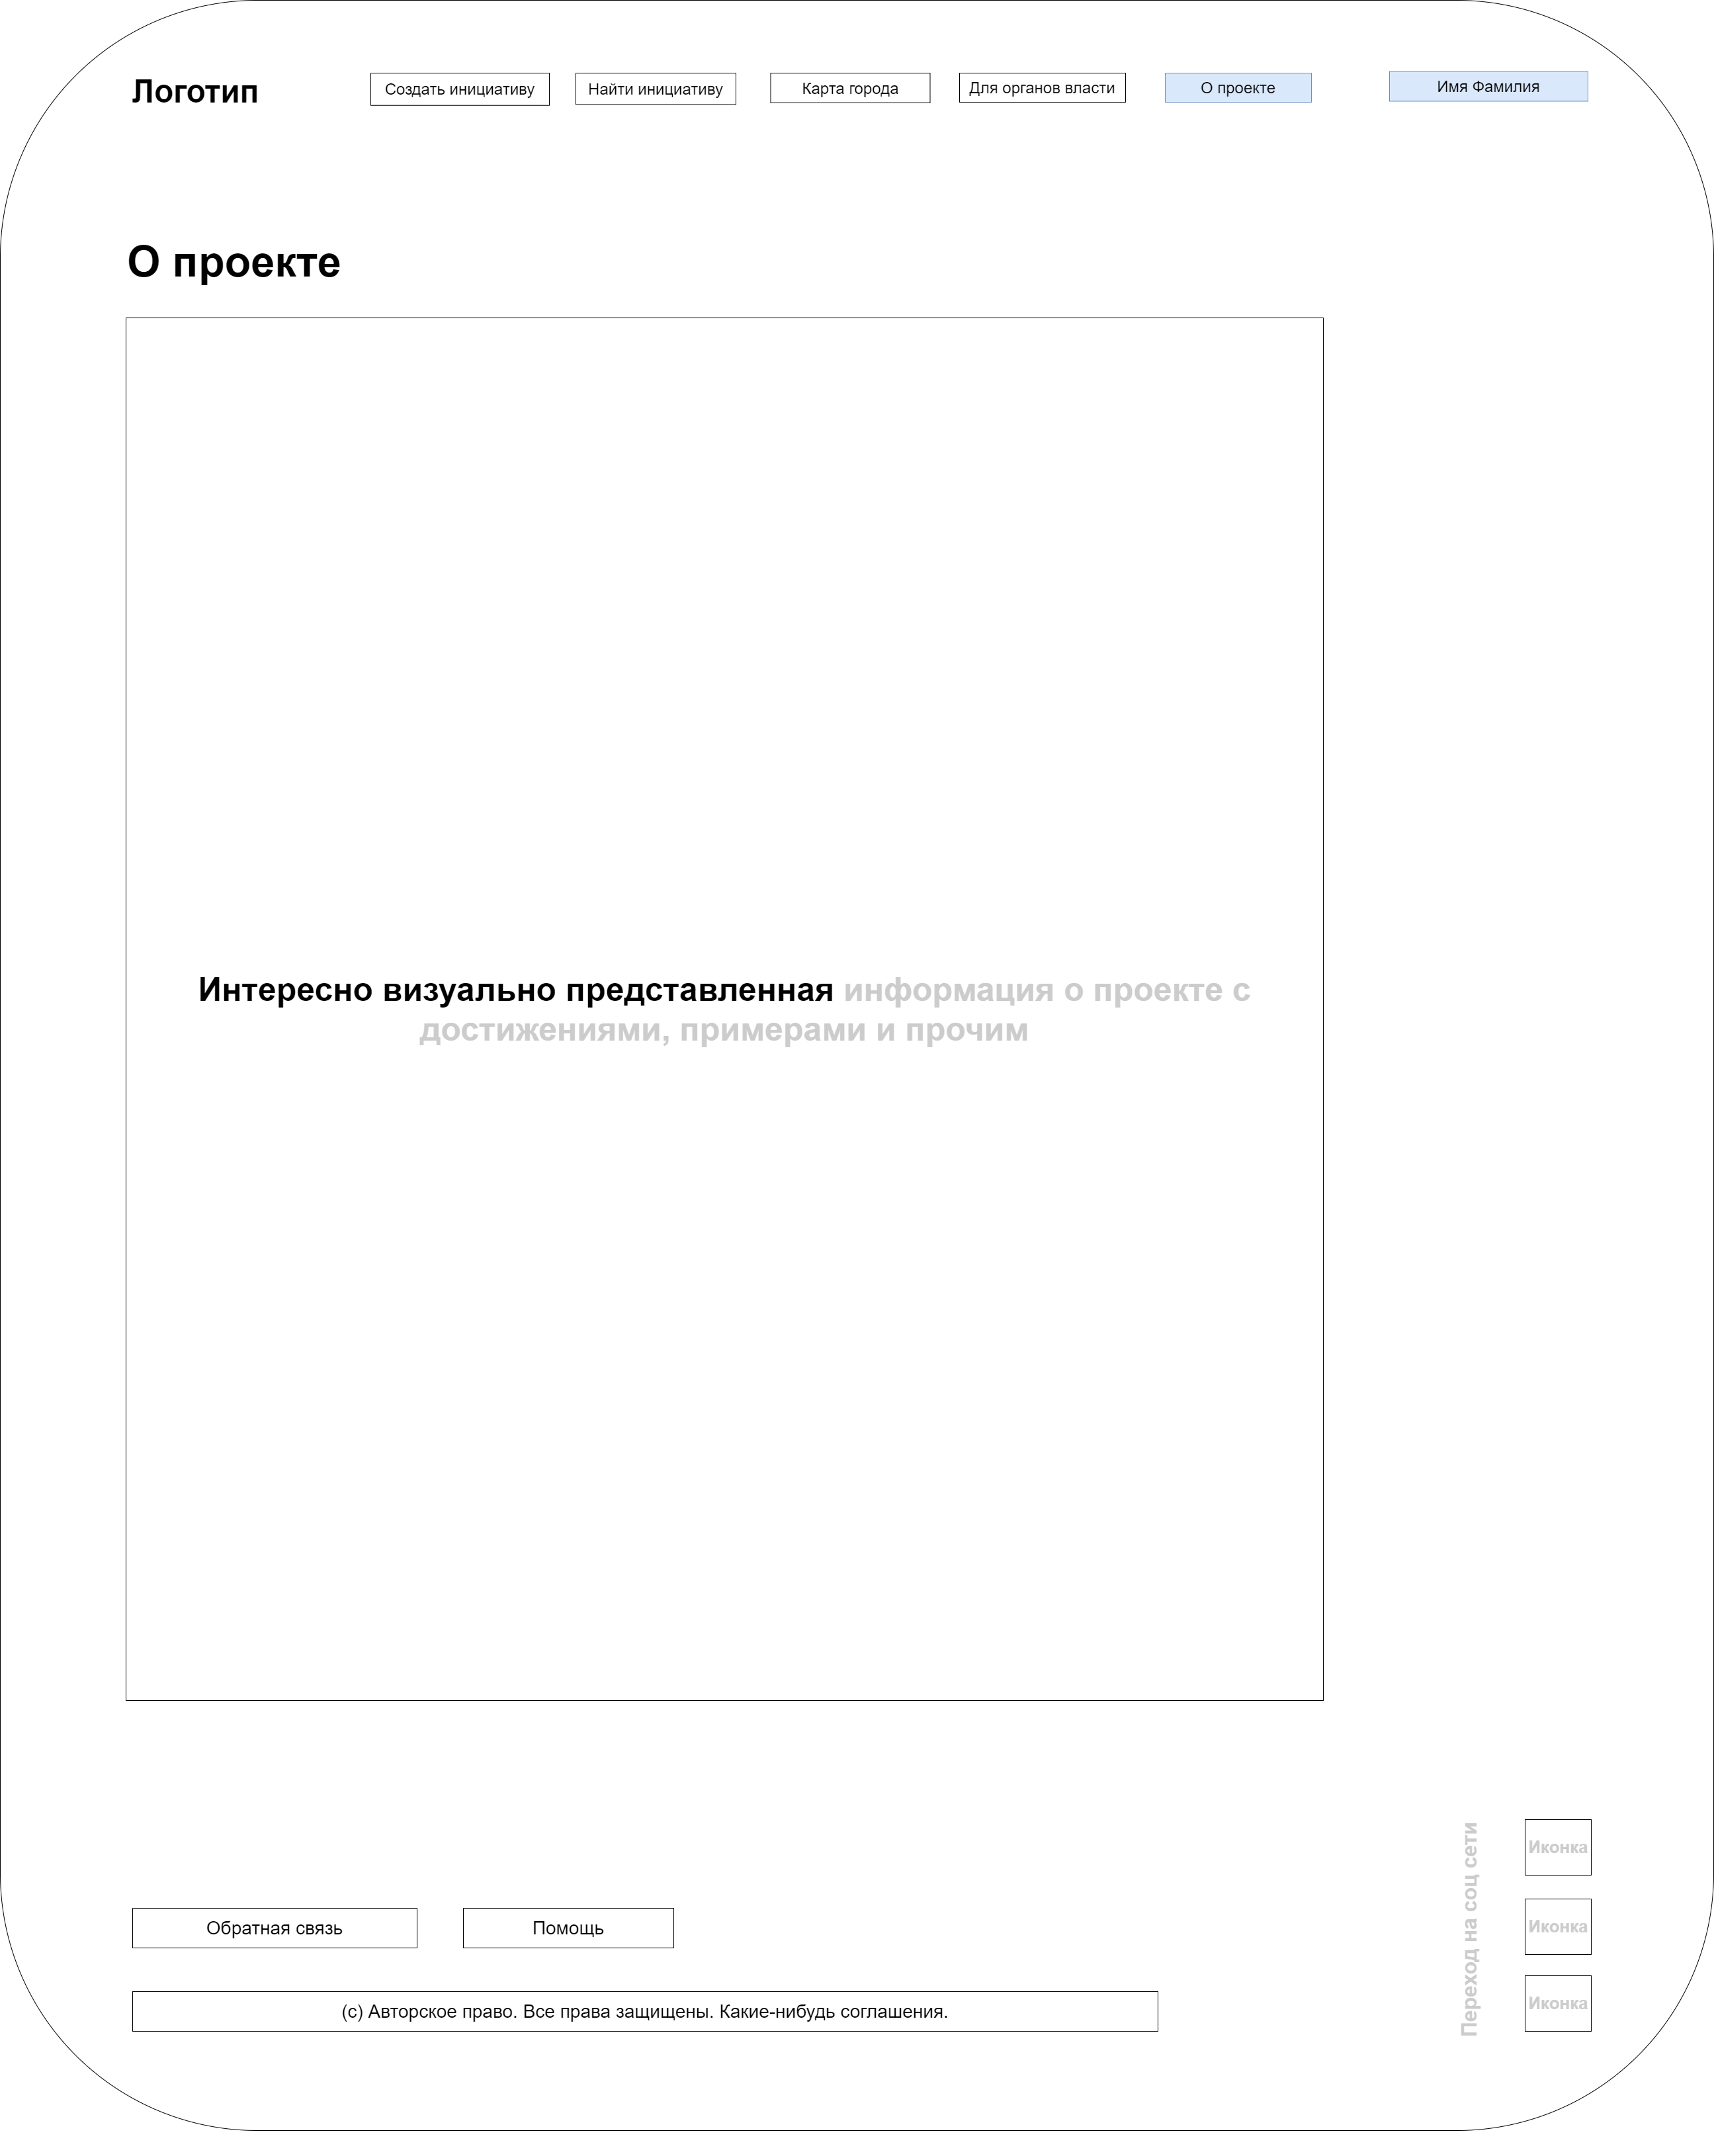 Логотип
Создать инициативу
Найти инициативу
Карта города
Для органов власти
О проекте
Имя Фамилия
О проекте
Интересно визуально представленная информация о проекте с
достижениями, примерами и прочим
Переход на соц сети
Иконка
Иконка
Иконка
Обратная связь
Помощь
(с) Авторское право. Все права защищены. Какие-нибудь соглашения.